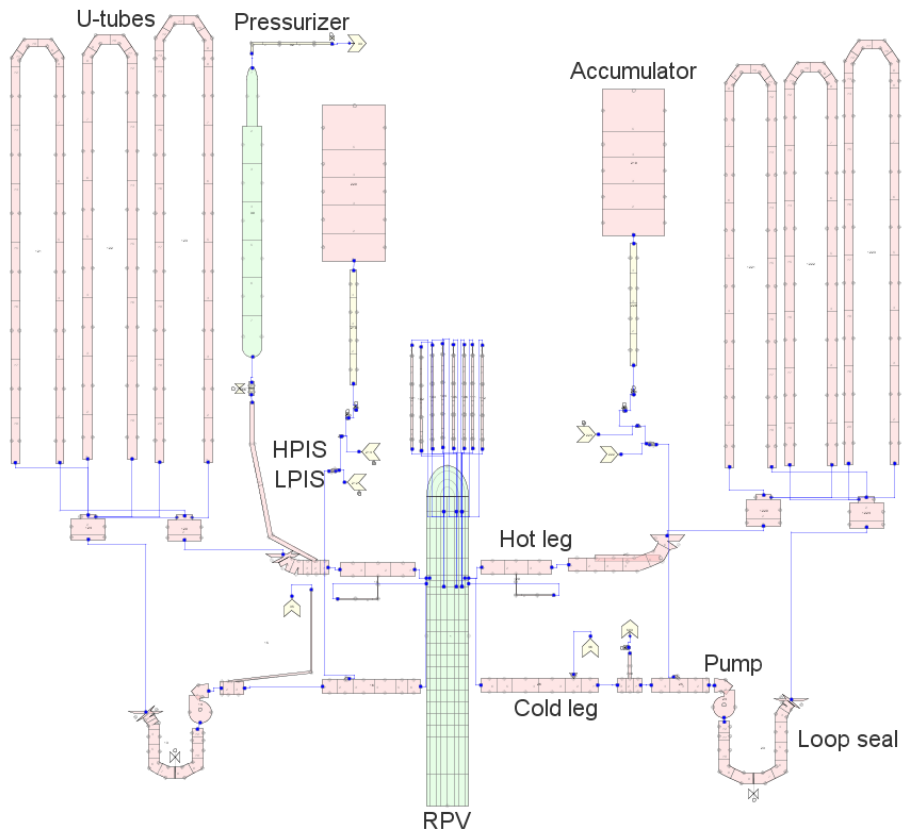 U-tubes
Pressurizer
Accumulator
HPIS
LPIS
Hot leg
Pump
Cold leg
Loop seal
RPV